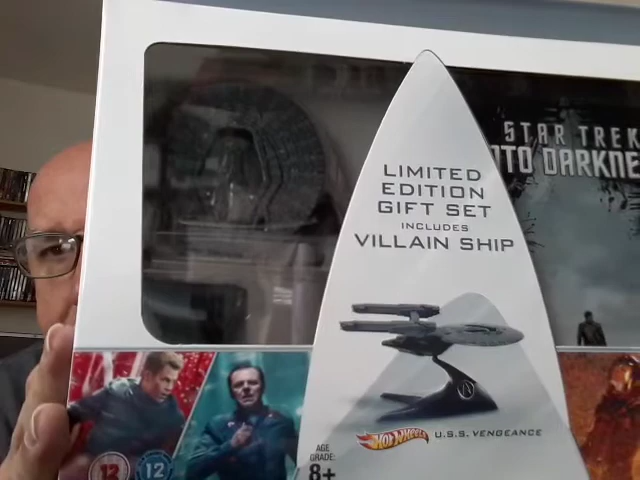 STAR TREK
INTO DARKNE
LIMITED
EDITION
GIFT SET
INCLUDES
VILLAIN SHIP
HOT WHEELS U.S.S. VENGEANCE
12 12
AGE
GRADE:
8+